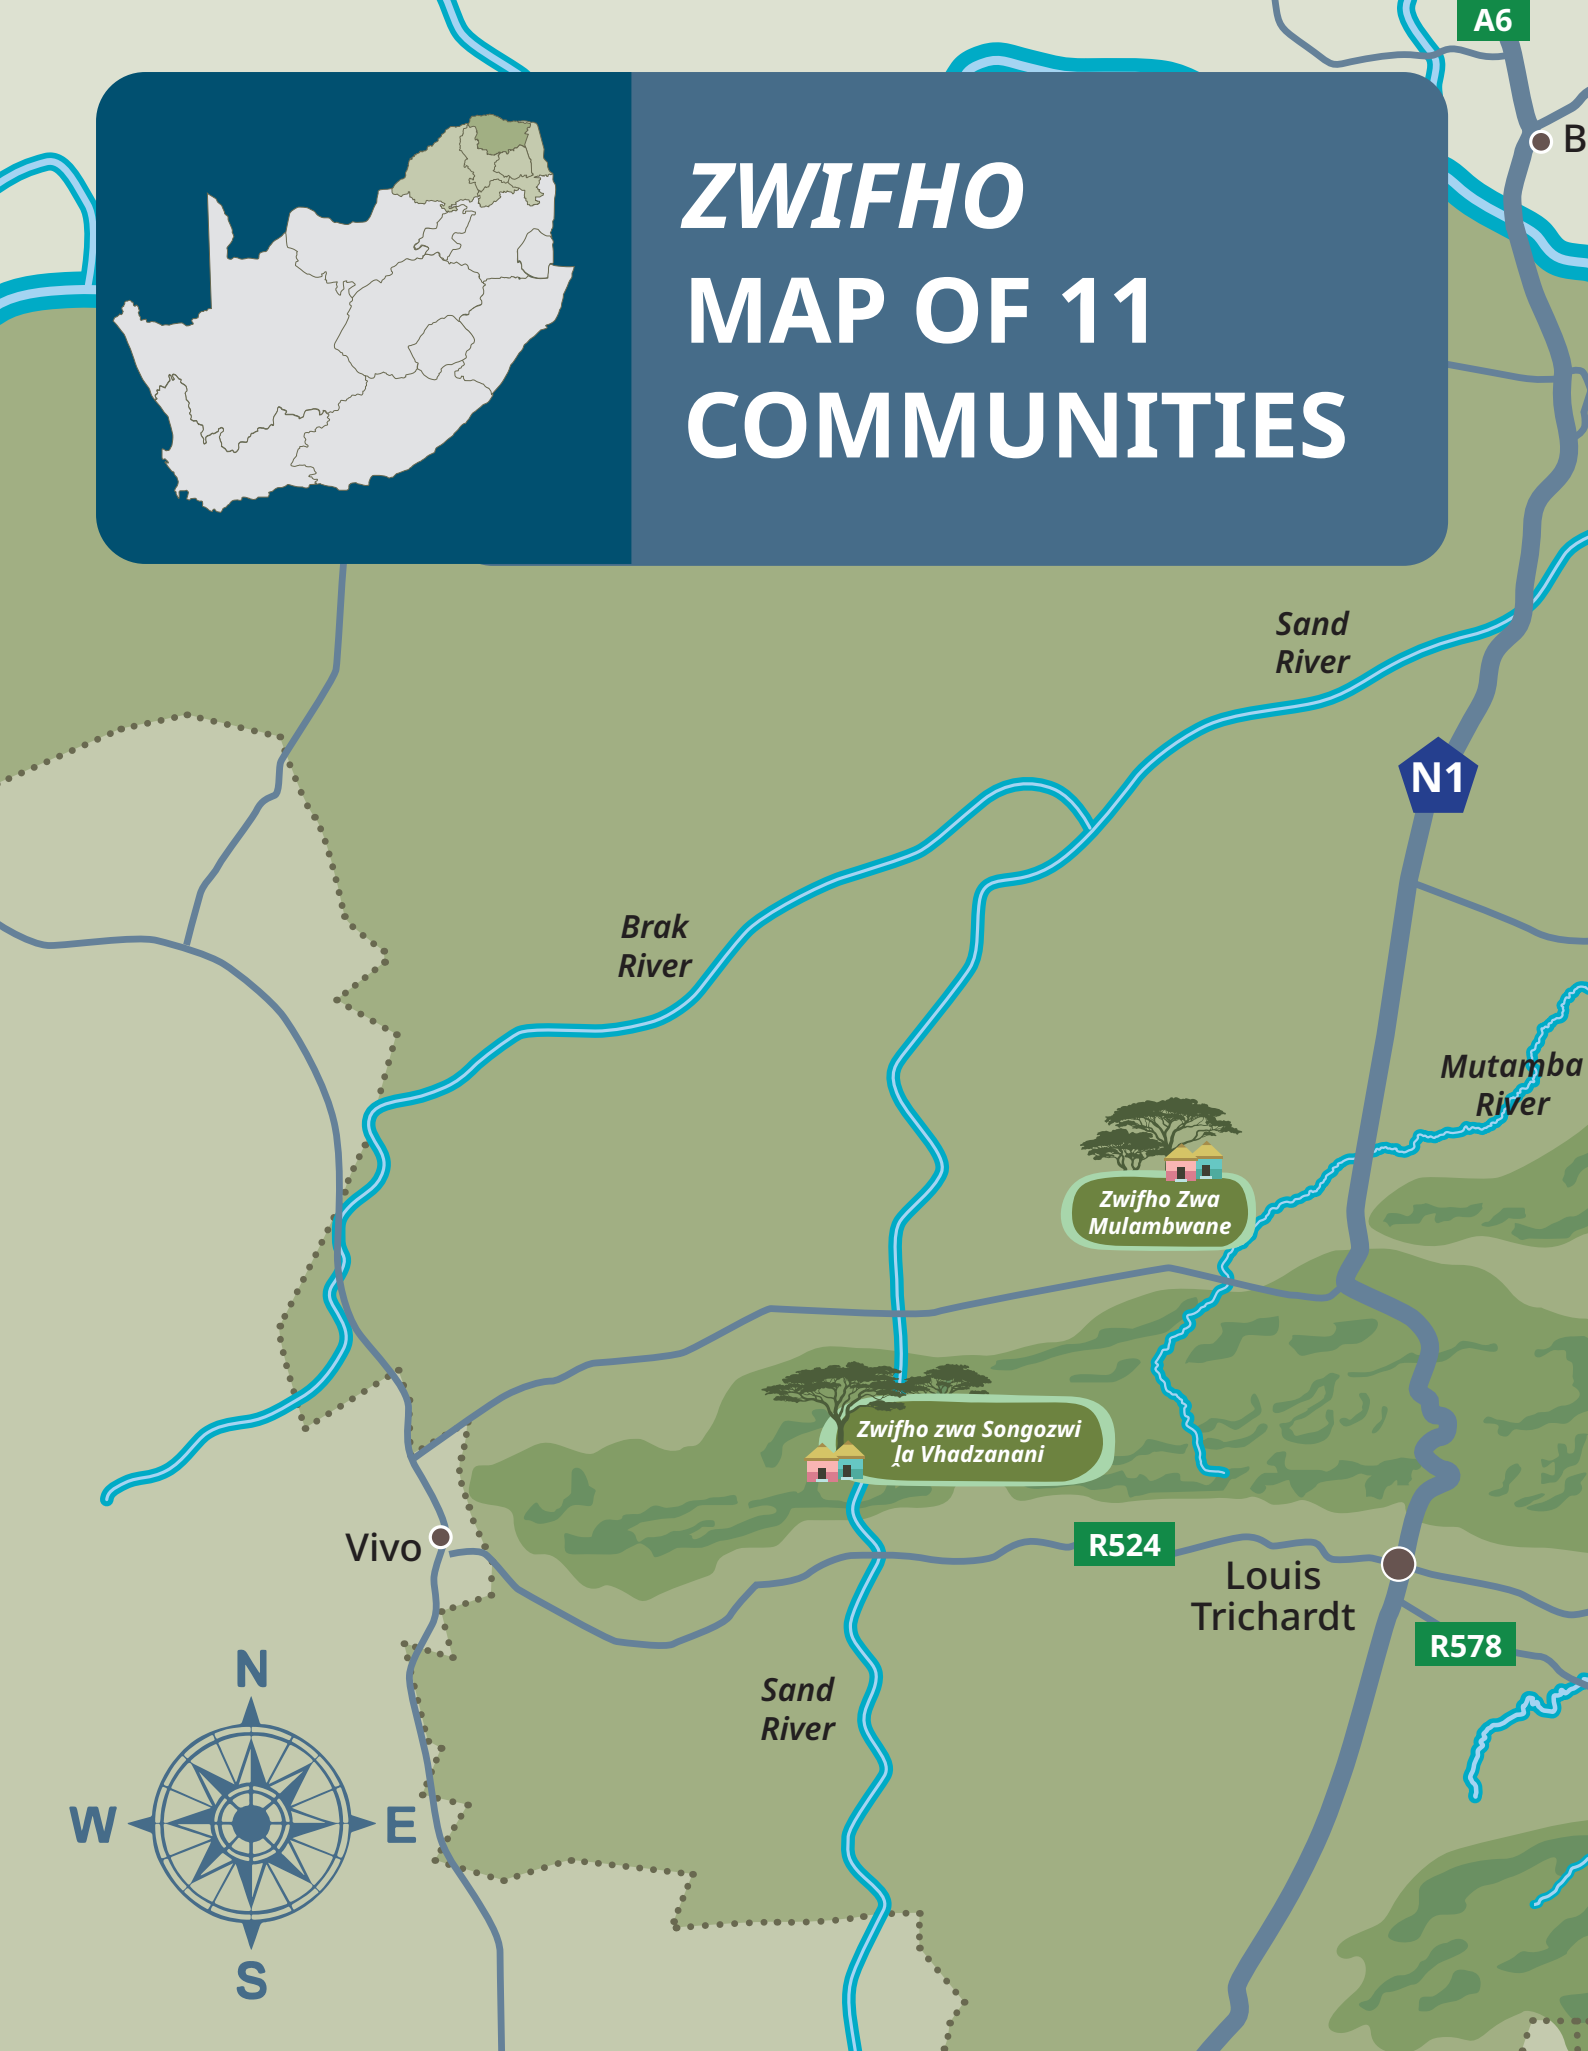 A6
B
ZWIFHO
MAP OF 11
COMMUNITIES
Sand
River
N1
Brak
River
Mutamba
River
Zwifho Zwa
Mulambwane
Zwifho zwa Songozwi
ḽa Vhadzanani
R524
Vivo
Louis
Trichardt
R578
Sand
River
N
W
E
S